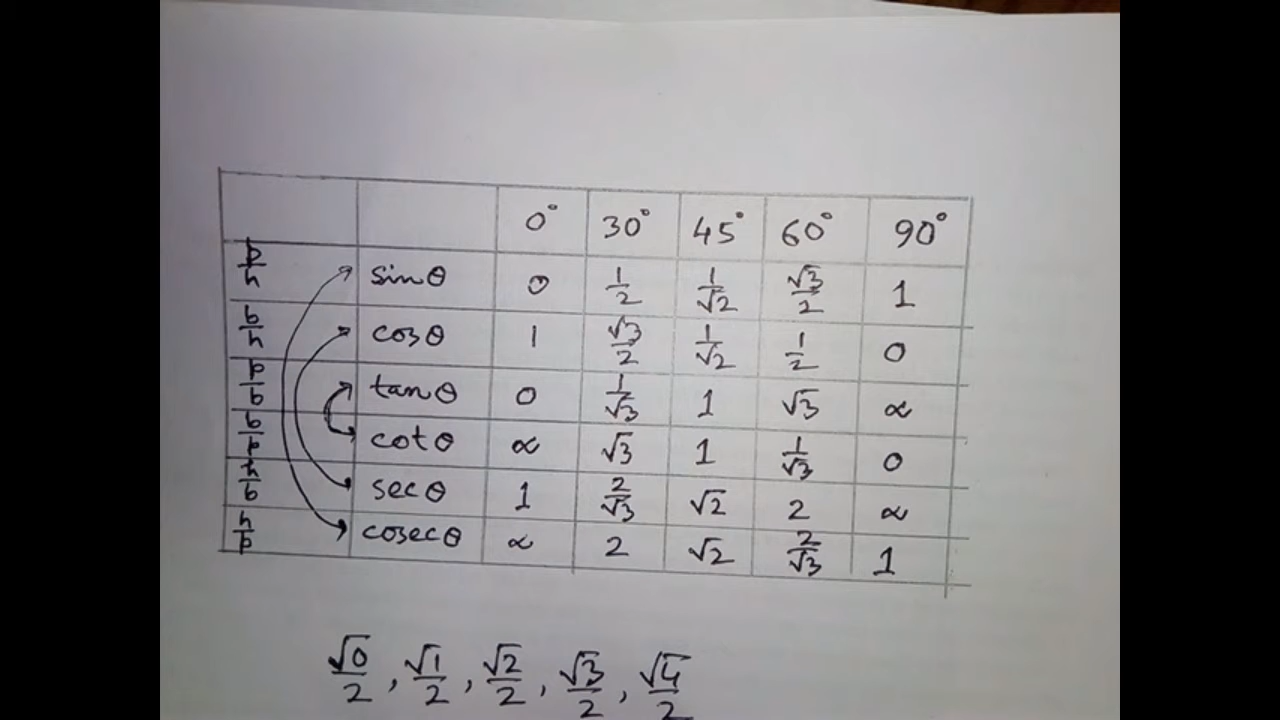 0° 30° 45° 60° 90°
p/h sinθ 0 1/2 1/√2 √3/2 1
b/h cosθ 1 √3/2 1/√2 1/2 0
p/b tanθ 0 1/√3 1 √3 ∝
b/p cotθ ∝ √3 1 1/√3 0
h/b secθ 1 2/√3 √2 2 ∝
h/p cosecθ ∝ 2 √2 2/√3 1
√0/2, √1/2, √2/2, √3/2, √4/2